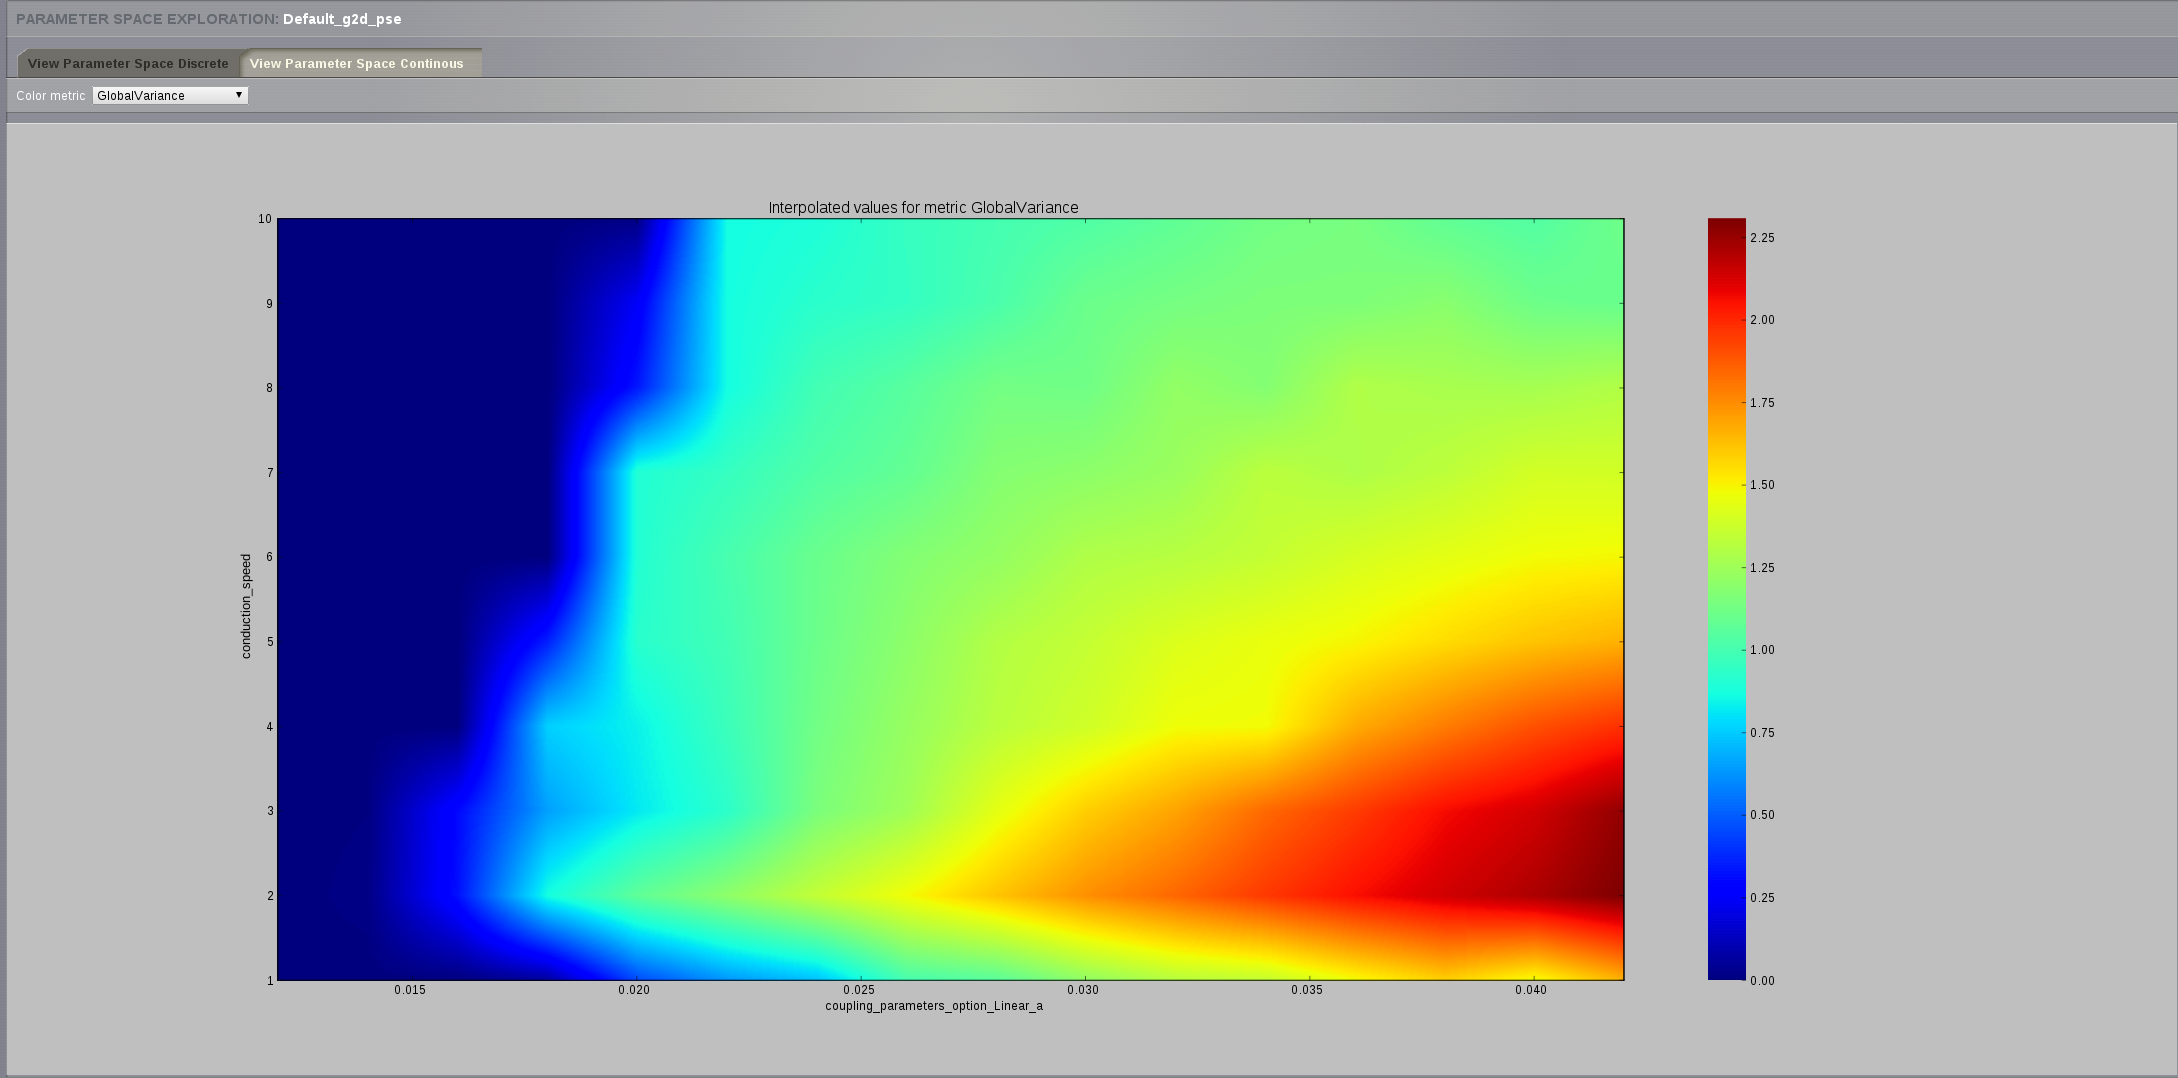 PARAMETER SPACE EXPLORATION: Default_g2d_pse
View Parameter Space Discrete View Parameter Space Continous
Color metric GlobalVariance
Interpolated values for metric GlobalVariance
10
9
8
7
6
5
4
3
2
1
conduction_speed
0.015 0.020 0.025 0.030 0.035 0.040
coupling_parameters_option_Linear_a
2.25
2.00
1.75
1.50
1.25
1.00
0.75
0.50
0.25
0.00